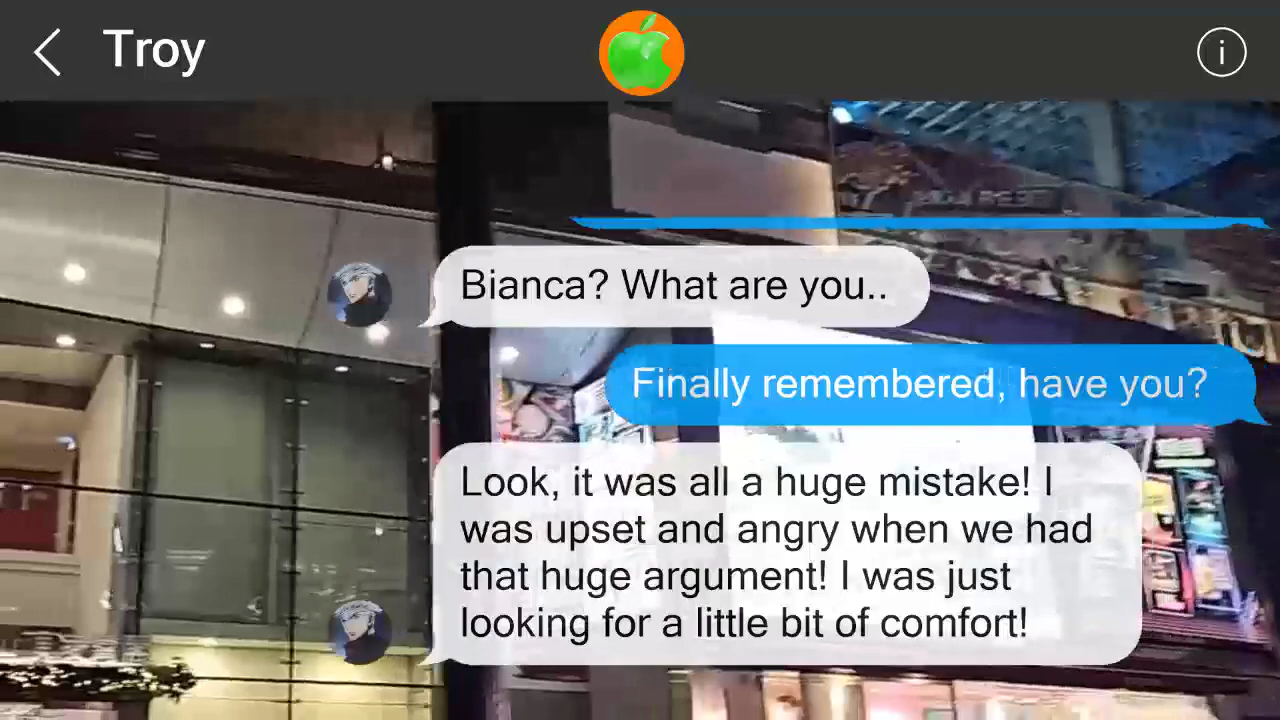 Troy
Bianca? What are you..
Finally remembered, have you?
Look, it was all a huge mistake! I
was upset and angry when we had
that huge argument! I was just
looking for a little bit of comfort!